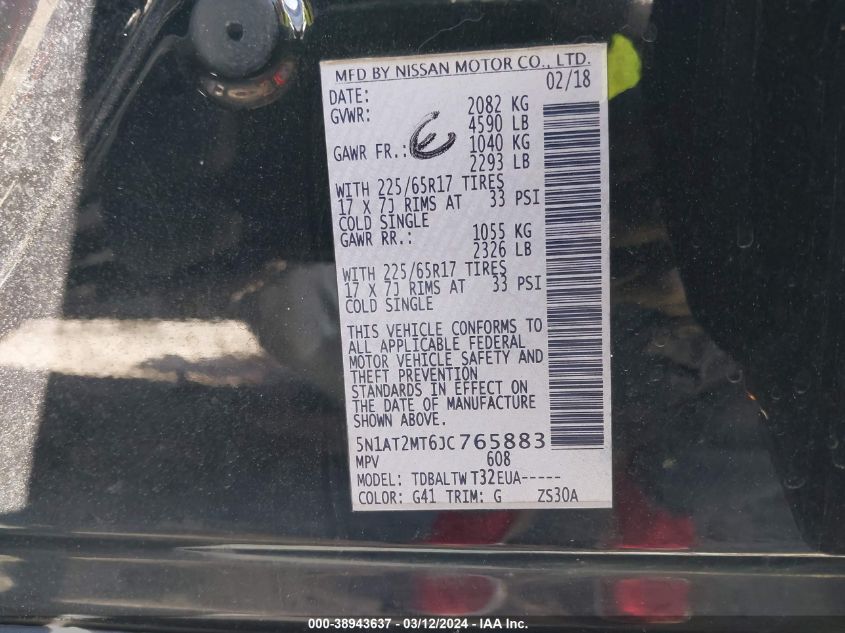 MFD BY NISSAN MOTOR CO., LTD.
DATE: 02/18
GVWR: 2082 KG
4590 LB
GAWR FR.: 1040 KG
2293 LB
WITH 225/65R17 TIRES
17 X 7J RIMS AT 33 PSI
COLD SINGLE
GAWR RR.: 1055 KG
2326 LB
WITH 225/65R17 TIRES
17 X 7J RIMS AT 33 PSI
COLD SINGLE
THIS VEHICLE CONFORMS TO
ALL APPLICABLE FEDERAL
MOTOR VEHICLE SAFETY AND
THEFT PREVENTION
STANDARDS IN EFFECT ON
THE DATE OF MANUFACTURE
SHOWN ABOVE.
5N1AT2MT6JC765883
MPV 608
MODEL: TDBALTW T32EUA-----
COLOR: G41 TRIM: G ZS30A
000-38943637 - 03/12/2024 - IAA Inc.